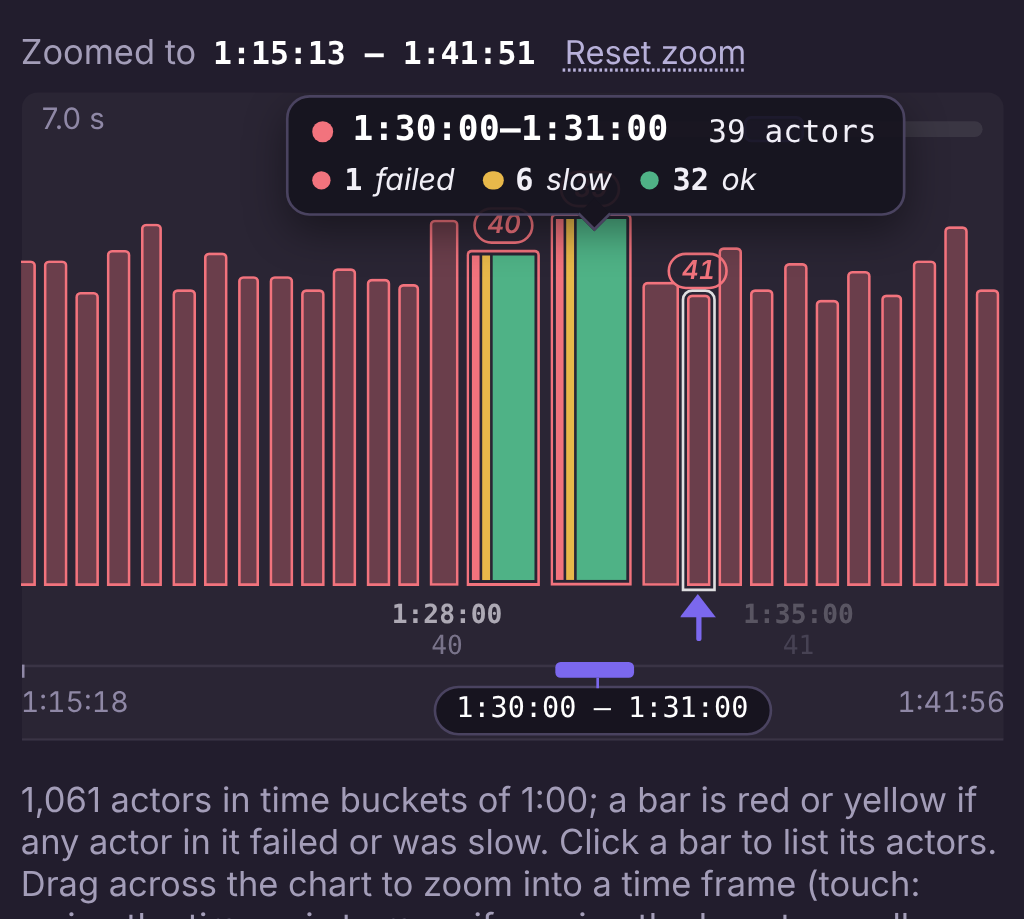 Zoomed to 1:15:13 – 1:41:51 Reset zoom
7.0 s
1:30:00–1:31:00 39 actors
1 failed 6 slow 32 ok
40
41
1:28:00
40
1:35:00
41
1:15:18
1:30:00 – 1:31:00
1:41:56
1,061 actors in time buckets of 1:00; a bar is red or yellow if
any actor in it failed or was slow. Click a bar to list its actors.
Drag across the chart to zoom into a time frame (touch: